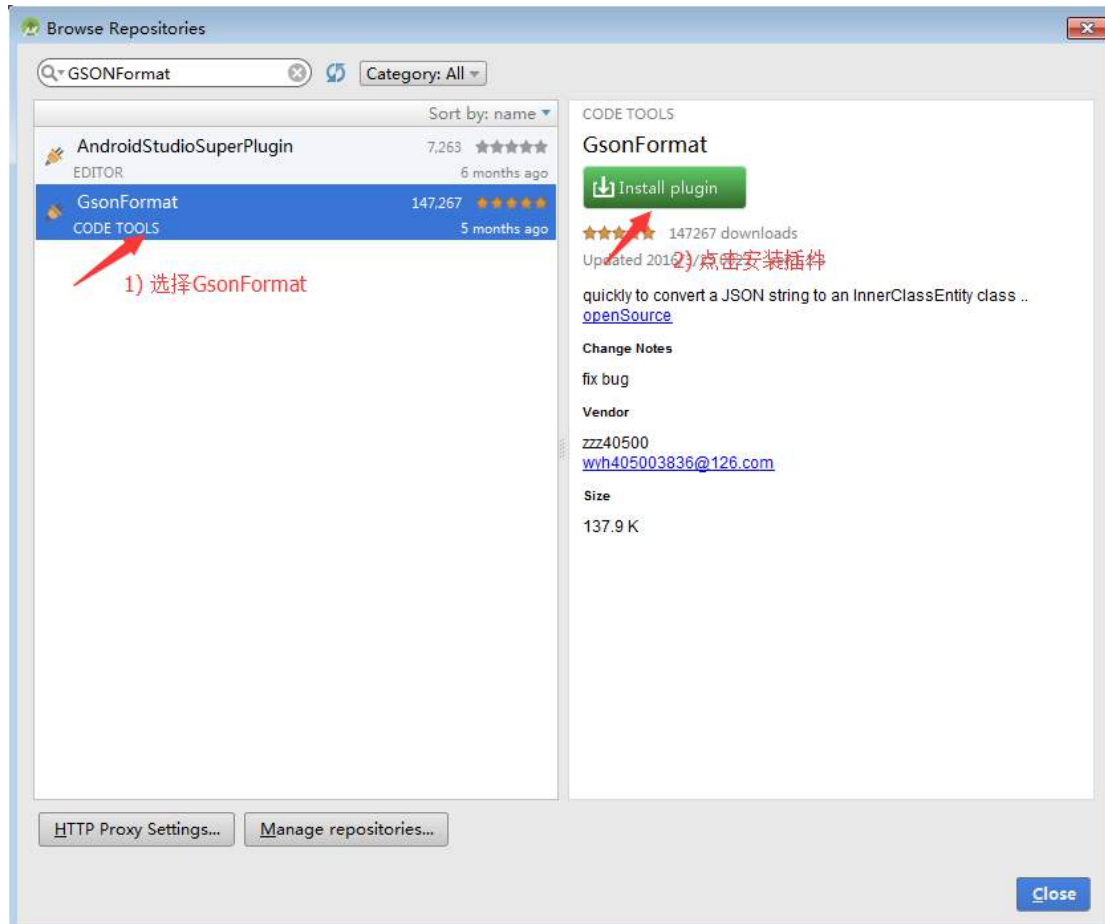 Browse Repositories
GSONFormat
Category: All
Sort by: name
AndroidStudioSuperPlugin 7,263
EDITOR 6 months ago
GsonFormat 147,267
CODE TOOLS 5 months ago
1) 选择GsonFormat
CODE TOOLS
GsonFormat
Install plugin
147267 downloads
Updated 2016/3/
2) 点击安装插件
quickly to convert a JSON string to an InnerClassEntity class ..
openSource
Change Notes
fix bug
Vendor
zzz40500
wyh405003836@126.com
Size
137.9 K
HTTP Proxy Settings...
Manage repositories...
Close